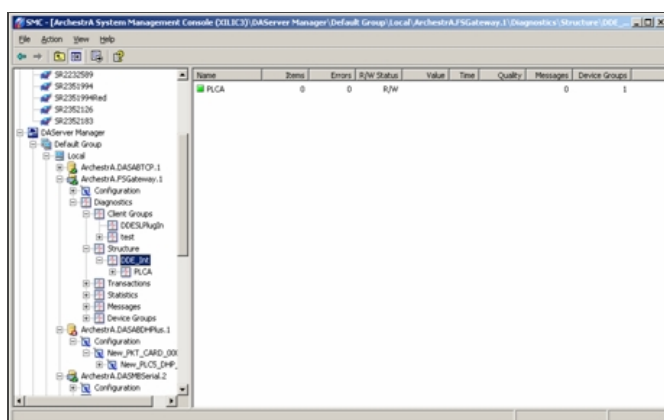 SMC - [ArchestrA System Management Console (XILIC3)\DAServer Manager\Default Group\Local\ArchestrA.FSGateway.1\Diagnostics\Structure\DDE_...
File Action View Help
Name Items Errors R/W Status Value Time Quality Messages Device Groups
PLCA 0 0 R/W 0 1
SR2232589
SR2351994
SR2351994Red
SR2352126
SR2352183
DAServer Manager
Default Group
Local
ArchestrA.DASABTCP.1
ArchestrA.FSGateway.1
Configuration
Diagnostics
Client Groups
DDESLPlugIn
test
Structure
DDE_Int
PLCA
Transactions
Statistics
Messages
Device Groups
ArchestrA.DASABDHPlus.1
Configuration
New_PKT_CARD_000
New_PLC5_DHP_
ArchestrA.DASMBSerial.2
Configuration